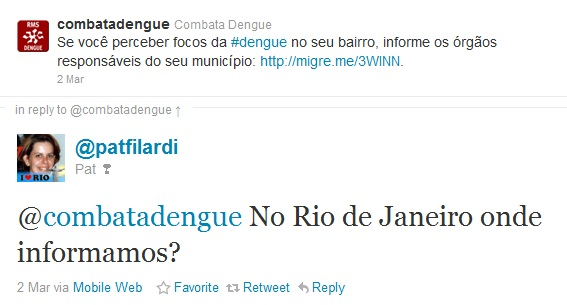 RMS
DENGUE
combatadengue Combata Dengue
Se você perceber focos da #dengue no seu bairro, informe os órgãos
responsáveis do seu município: http://migre.me/3WlNN.
2 Mar
in reply to @combatadengue ↑
@patfilardi
Pat ❣
I ♥ RIO
@combatadengue No Rio de Janeiro onde
informamos?
2 Mar via Mobile Web ☆ Favorite Retweet Reply